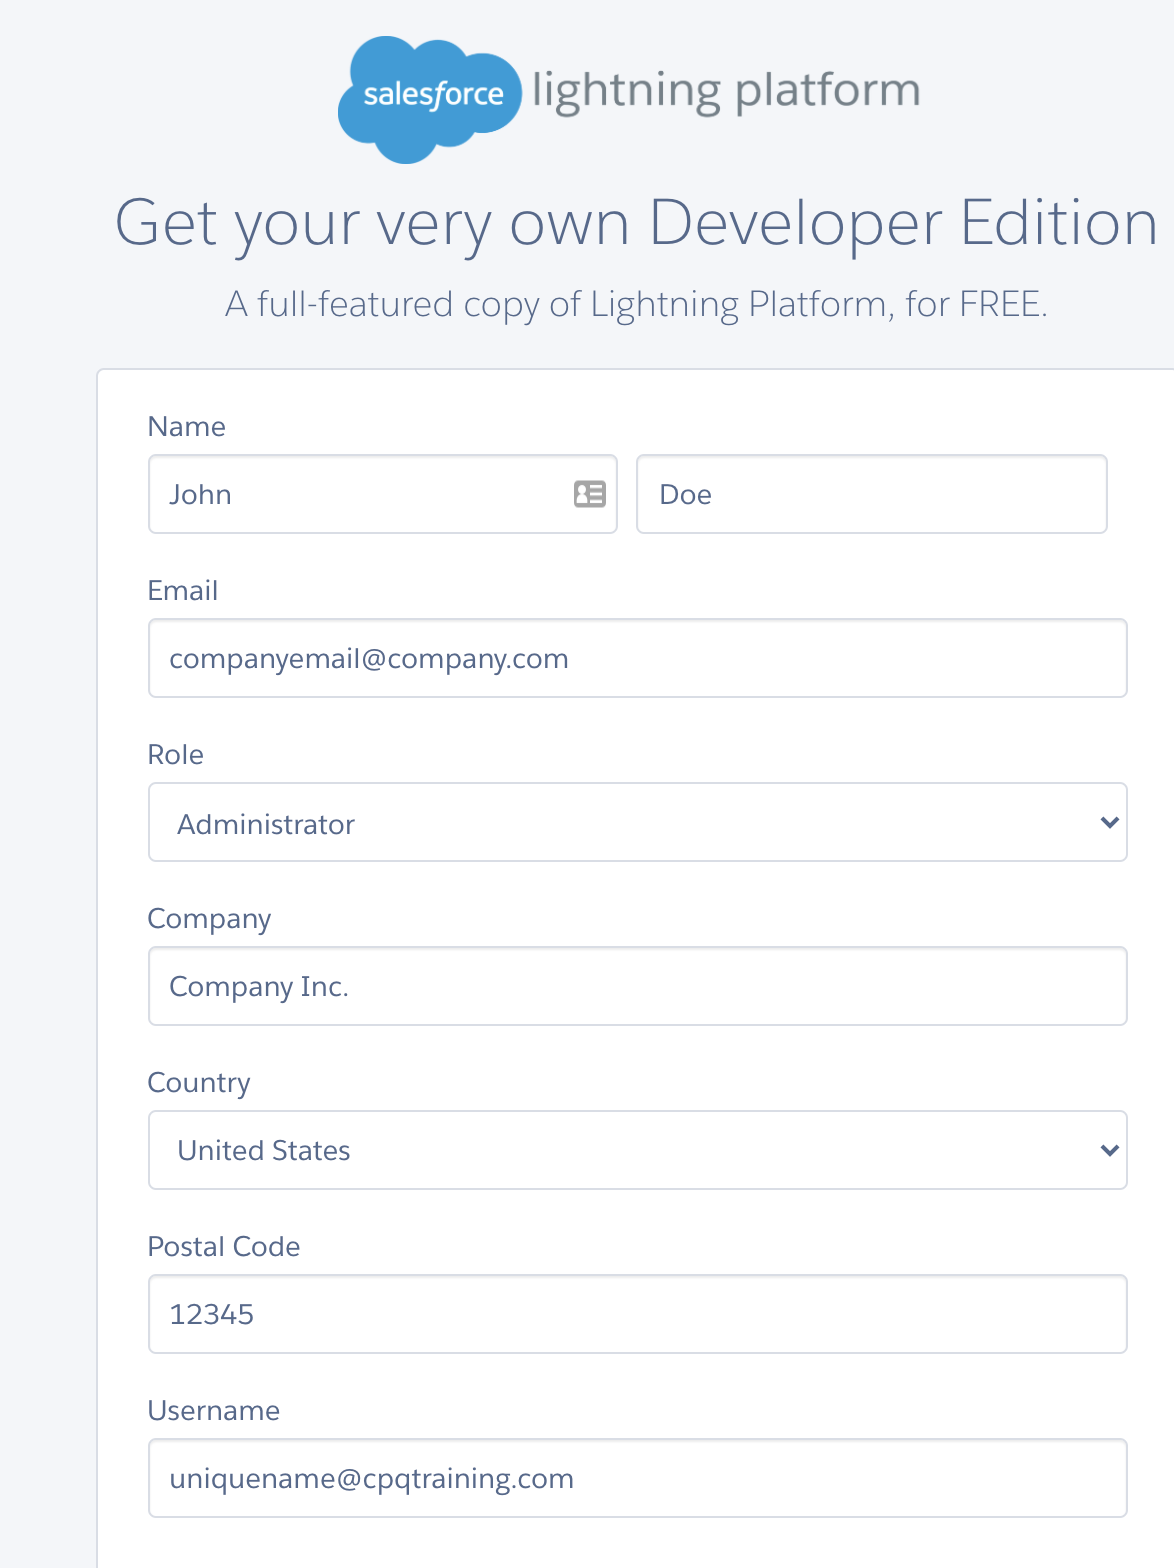 salesforce lightning platform
Get your very own Developer Edition
A full-featured copy of Lightning Platform, for FREE.
Name
John Doe
Email
companyemail@company.com
Role
Administrator
Company
Company Inc.
Country
United States
Postal Code
12345
Username
uniquename@cpqtraining.com